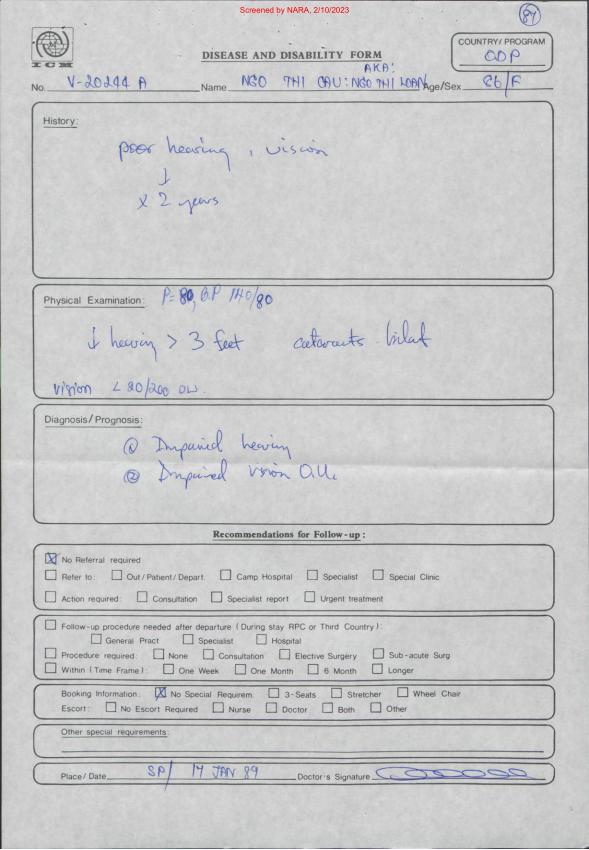 Screened by NARA, 2/10/2023
84
ICM
DISEASE AND DISABILITY FORM
COUNTRY/PROGRAM
ODP
AKA:
No. V-20244 A Name NGO THI CAU: NGO THI LOAN Age/Sex 86/F
History:
poor hearing, vision
↓
x 2 years
Physical Examination: P=80, B.P 140/80
↓ hearing > 3 feet cataracts bilat
vision < 20/200 OU.
Diagnosis/Prognosis:
① Impaired hearing
② Impaired vision O.U.
Recommendations for Follow-up:
No Referral required
Refer to: Out/Patient/Depart. Camp Hospital Specialist Special Clinic
Action required: Consultation Specialist report Urgent treatment
Follow-up procedure needed after departure (During stay RPC or Third Country):
General Pract Specialist Hospital
Procedure required: None Consultation Elective Surgery Sub-acute Surg
Within (Time Frame): One Week One Month 6 Month Longer
Booking Information: No Special Requirem. 3-Seats Stretcher Wheel Chair
Escort: No Escort Required Nurse Doctor Both Other
Other special requirements:
Place/Date SP/ 17 JAN 89 Doctor's Signature